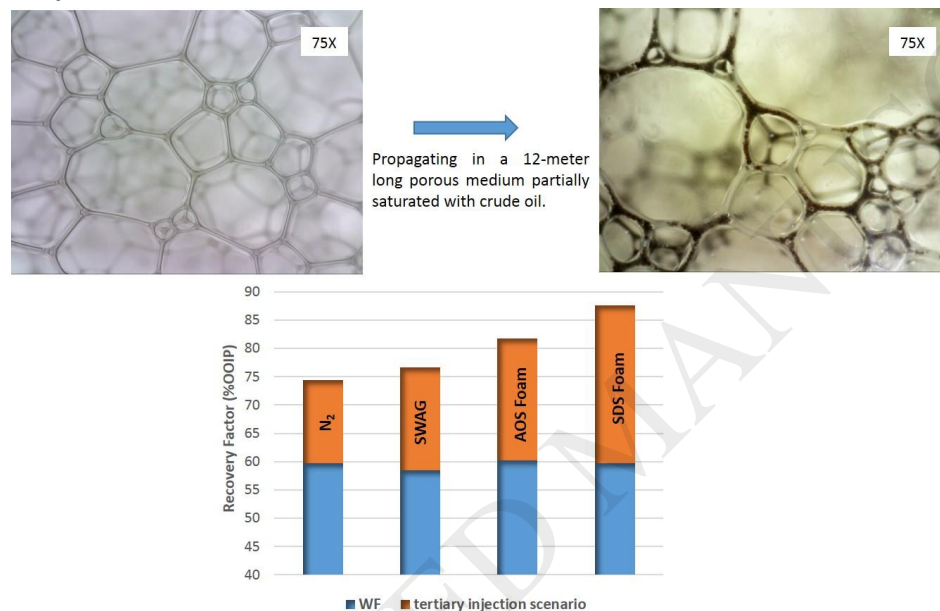 75X
75X
Propagating in a 12-meter
long porous medium partially
saturated with crude oil.
90
85
80
75
70
65
60
55
50
45
40
Recovery Factor (%OOIP)
N₂
SWAG
AOS Foam
SDS Foam
WF tertiary injection scenario